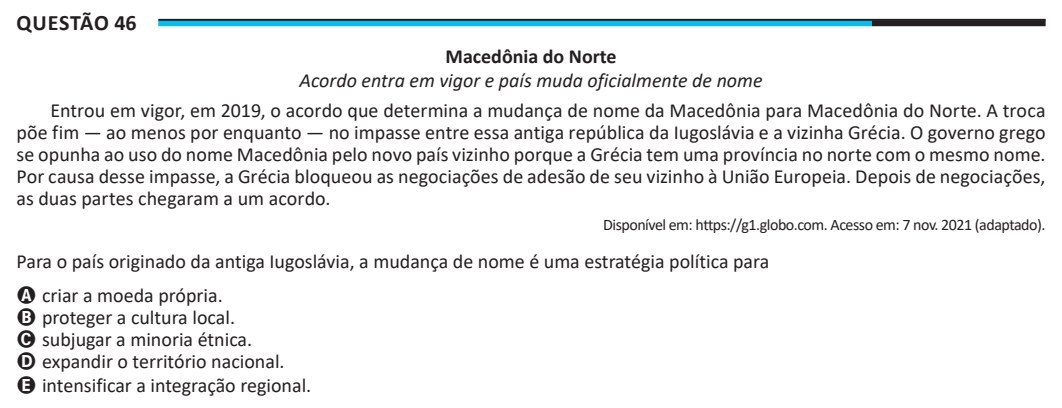 QUESTÃO 46
Macedônia do Norte
Acordo entra em vigor e país muda oficialmente de nome
Entrou em vigor, em 2019, o acordo que determina a mudança de nome da Macedônia para Macedônia do Norte. A troca
põe fim — ao menos por enquanto — no impasse entre essa antiga república da Iugoslávia e a vizinha Grécia. O governo grego
se opunha ao uso do nome Macedônia pelo novo país vizinho porque a Grécia tem uma província no norte com o mesmo nome.
Por causa desse impasse, a Grécia bloqueou as negociações de adesão de seu vizinho à União Europeia. Depois de negociações,
as duas partes chegaram a um acordo.
Disponível em: https://g1.globo.com. Acesso em: 7 nov. 2021 (adaptado).
Para o país originado da antiga Iugoslávia, a mudança de nome é uma estratégia política para
A criar a moeda própria.
B proteger a cultura local.
C subjugar a minoria étnica.
D expandir o território nacional.
E intensificar a integração regional.